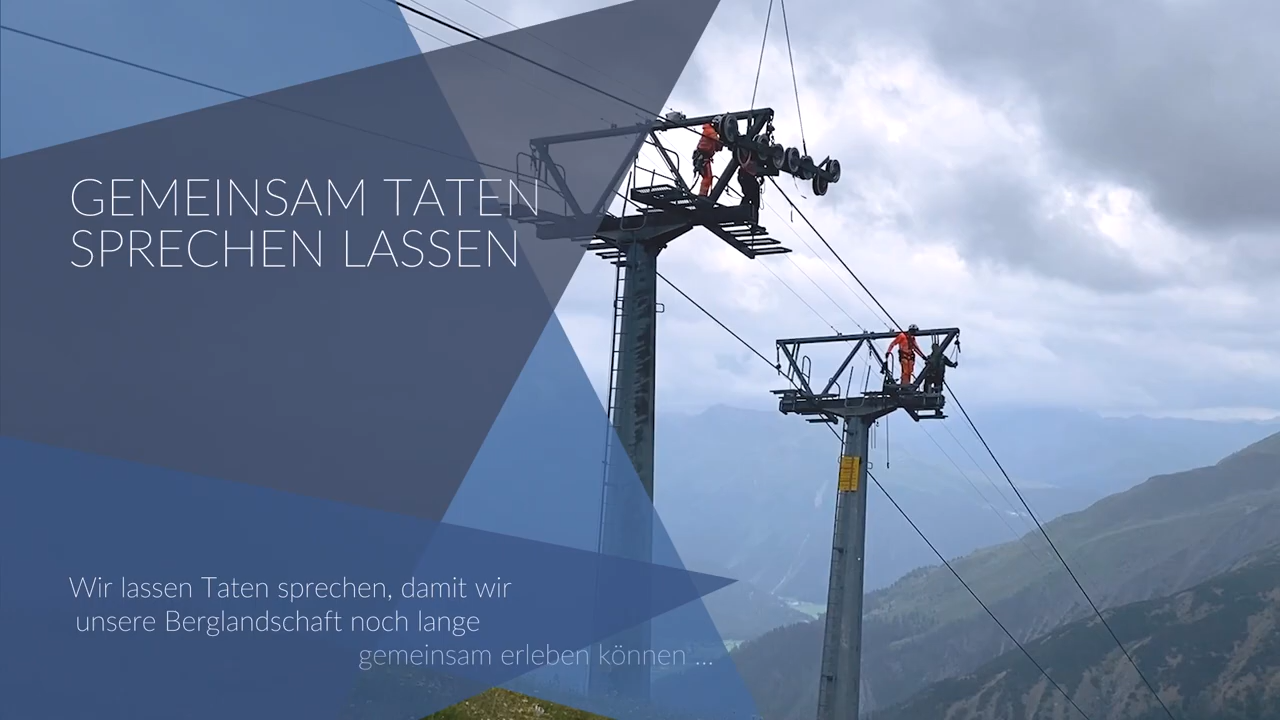 GEMEINSAM TATEN
SPRECHEN LASSEN
Wir lassen Taten sprechen, damit wir
unsere Berglandschaft noch lange
gemeinsam erleben können ...